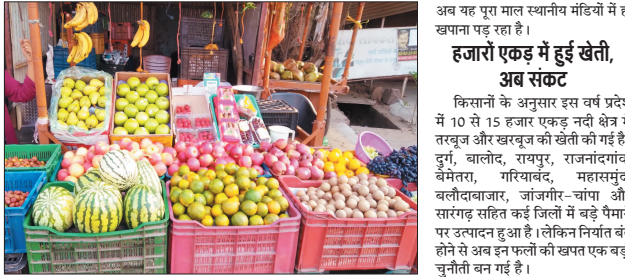 अब यह पूरा माल स्थानीय मंडियों में
खपाना पड़ रहा है।
हजारों एकड़ में हुई खेती,
अब संकट
किसानों के अनुसार इस वर्ष प्रदेश
में 10 से 15 हजार एकड़ नदी क्षेत्र
तरबूज और खरबूज की खेती की गई है।
दुर्ग, बालोद, रायपुर, राजनांदगांव,
बेमेतरा, गरियाबंद, महासमुंद,
बलौदाबाजार, जांजगीर-चांपा
सारंगढ़ सहित कई जिलों में बड़े
पर उत्पादन हुआ है। लेकिन निर्यात
होने से अब इन फलों की खपत एक
चुनौती बन गई है।